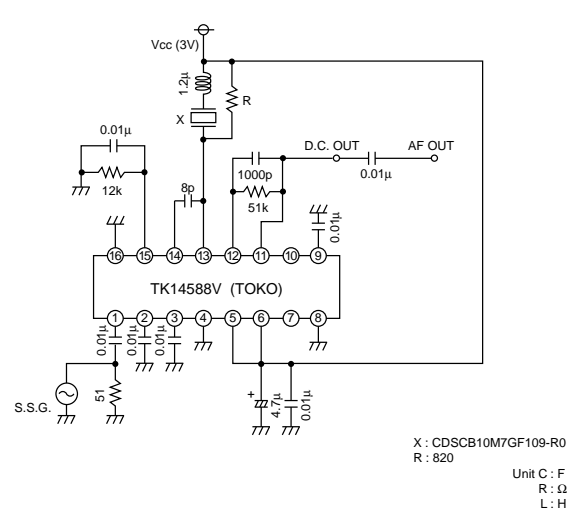 Vcc (3V)
1.2µ
R
X
0.01µ
12k
8p
1000p
51k
D.C. OUT
AF OUT
0.01µ
0.01µ
16 15 14 13 12 11 10 9
TK14588V (TOKO)
1 2 3 4 5 6 7 8
0.01µ
0.01µ
0.01µ
S.S.G.
51
+
4.7µ
0.01µ
X : CDSCB10M7GF109-R0
R : 820
Unit C : F
R : Ω
L : H